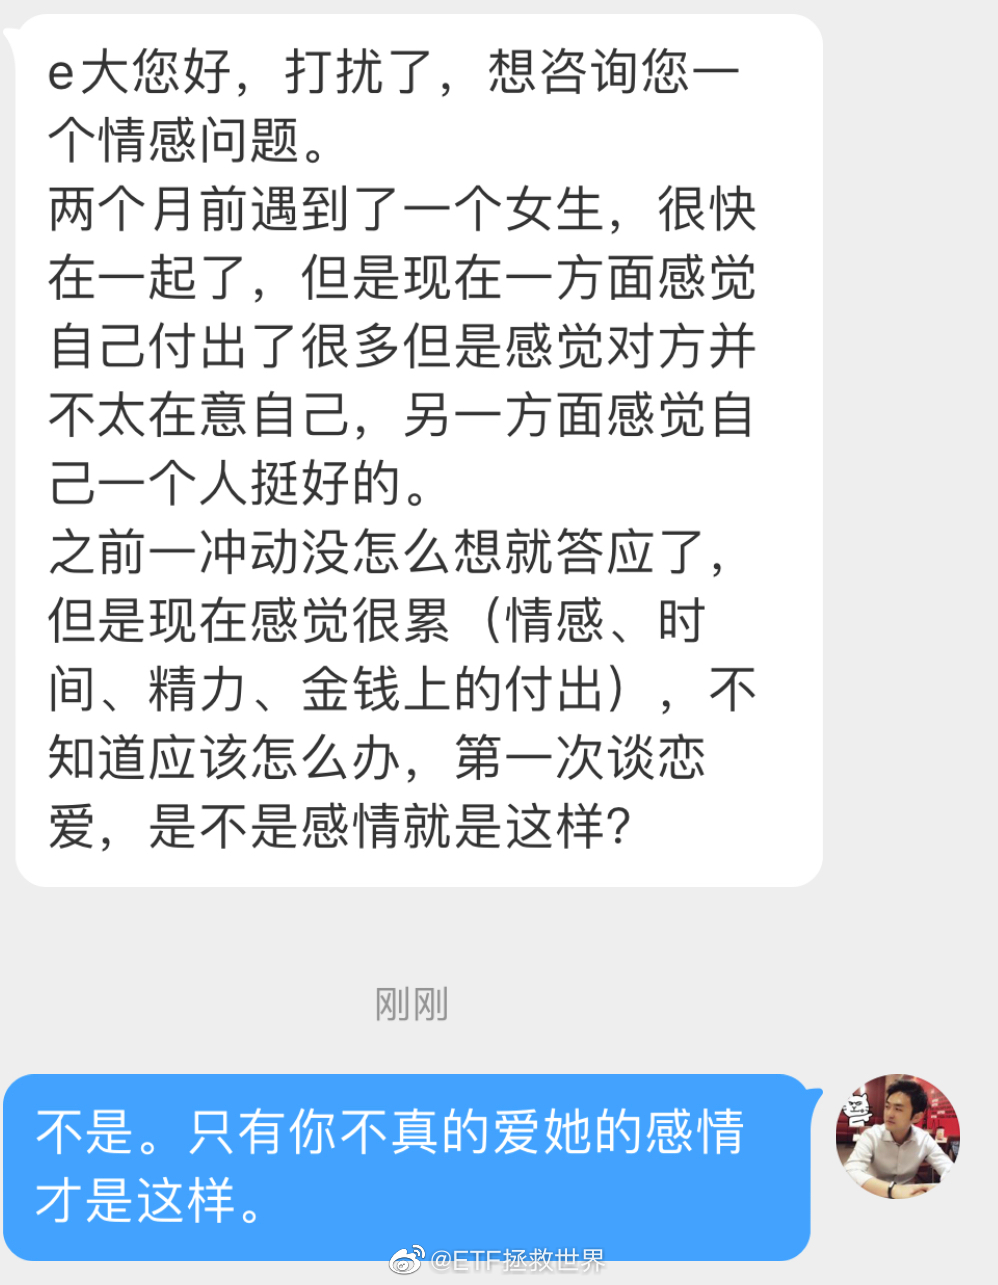 e大您好，打扰了，想咨询您一
个情感问题。
两个月前遇到了一个女生，很快
在一起了，但是现在一方面感觉
自己付出了很多但是感觉对方并
不太在意自己，另一方面感觉自
己一个人挺好的。
之前一冲动没怎么想就答应了，
但是现在感觉很累（情感、时
间、精力、金钱上的付出），不
知道应该怎么办，第一次谈恋
爱，是不是感情就是这样？
刚刚
不是。只有你不真的爱她的感情
才是这样。
@ETF拯救世界